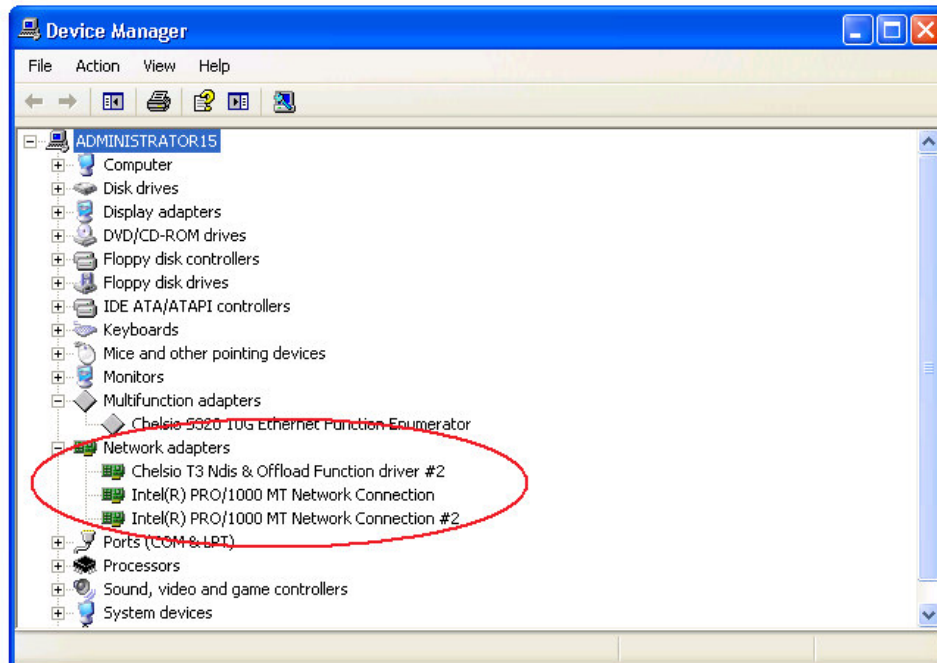 Device Manager
File Action View Help
ADMINISTRATOR15
Computer
Disk drives
Display adapters
DVD/CD-ROM drives
Floppy disk controllers
Floppy disk drives
IDE ATA/ATAPI controllers
Keyboards
Mice and other pointing devices
Monitors
Multifunction adapters
Chelsio S320 10G Ethernet Function Enumerator
Network adapters
Chelsio T3 Ndis & Offload Function driver #2
Intel(R) PRO/1000 MT Network Connection
Intel(R) PRO/1000 MT Network Connection #2
Ports (COM & LPT)
Processors
Sound, video and game controllers
System devices